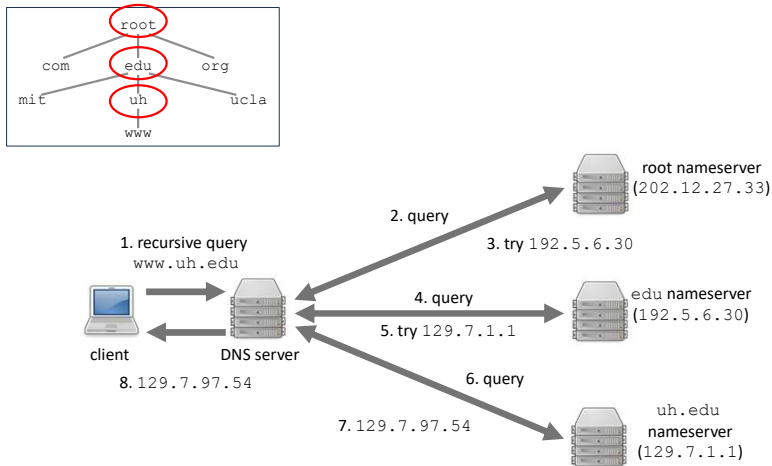 root
com edu org
mit uh ucla
www
root nameserver
(202.12.27.33)
2. query
3. try 192.5.6.30
1. recursive query
www.uh.edu
4. query
5. try 129.7.1.1
edu nameserver
(192.5.6.30)
client
DNS server
8. 129.7.97.54
6. query
7. 129.7.97.54
uh.edu
nameserver
(129.7.1.1)